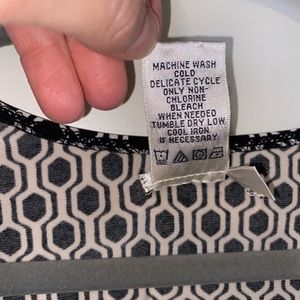 MACHINE WASH
COLD
DELICATE CYCLE
ONLY NON-
CHLORINE
BLEACH
WHEN NEEDED
TUMBLE DRY LOW
COOL IRON
IF NECESSARY.